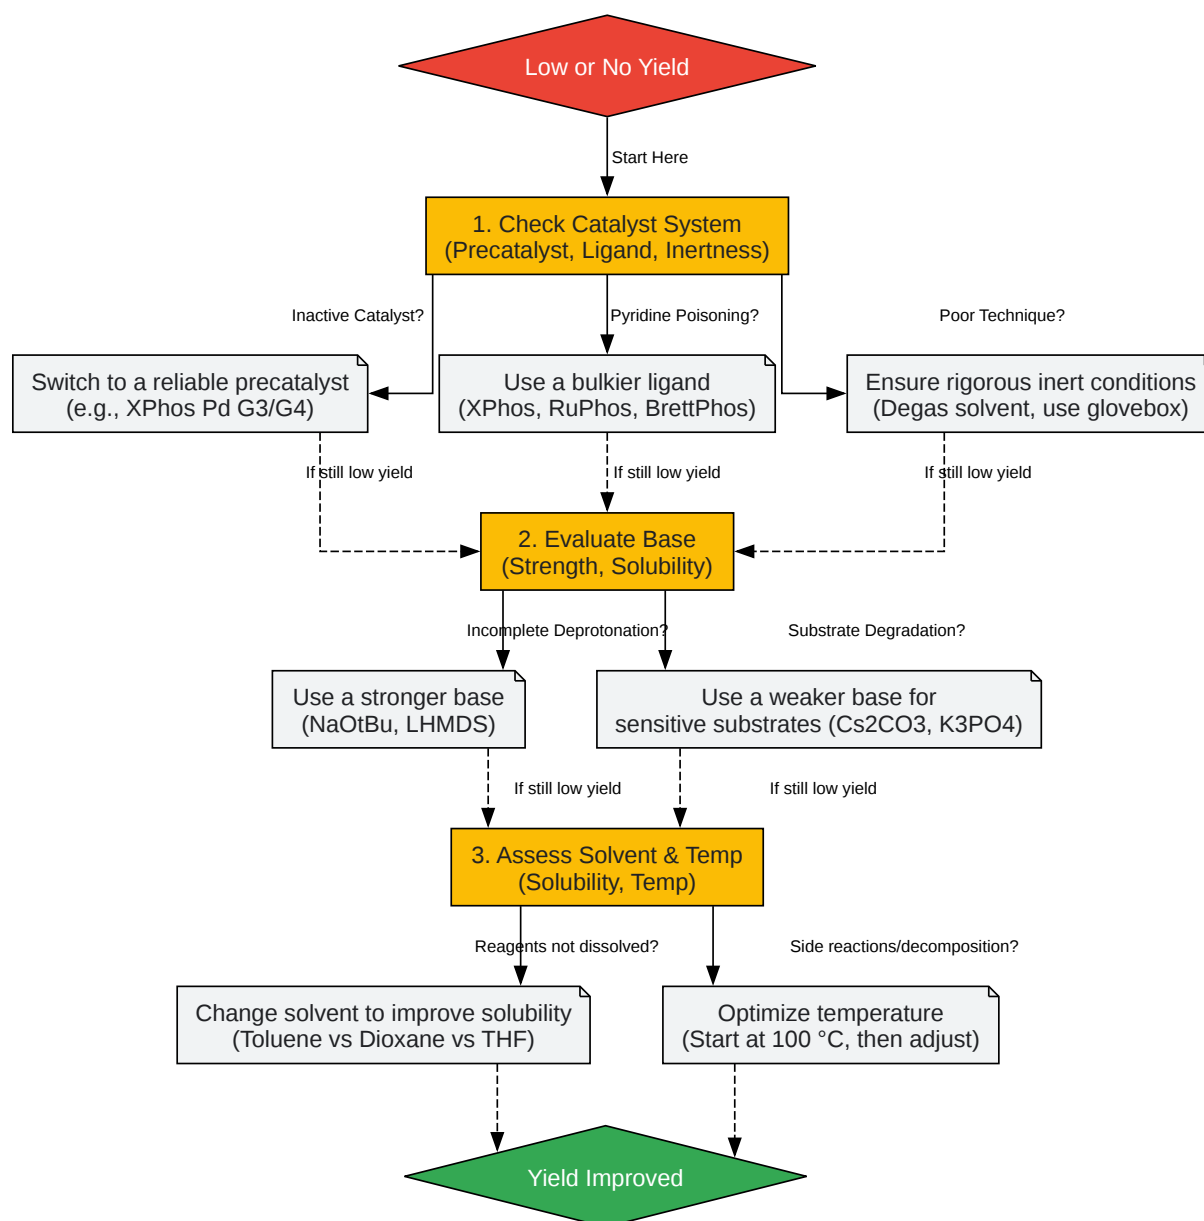 Low or No Yield
Start Here
1. Check Catalyst System
(Precatalyst, Ligand, Inertness)
Inactive Catalyst?
Pyridine Poisoning?
Poor Technique?
Switch to a reliable precatalyst
(e.g., XPhos Pd G3/G4)
Use a bulkier ligand
(XPhos, RuPhos, BrettPhos)
Ensure rigorous inert conditions
(Degas solvent, use glovebox)
If still low yield
If still low yield
If still low yield
2. Evaluate Base
(Strength, Solubility)
Incomplete Deprotonation?
Substrate Degradation?
Use a stronger base
(NaOtBu, LHMDS)
Use a weaker base for
sensitive substrates (Cs2CO3, K3PO4)
If still low yield
If still low yield
3. Assess Solvent & Temp
(Solubility, Temp)
Reagents not dissolved?
Side reactions/decomposition?
Change solvent to improve solubility
(Toluene vs Dioxane vs THF)
Optimize temperature
(Start at 100 °C, then adjust)
Yield Improved